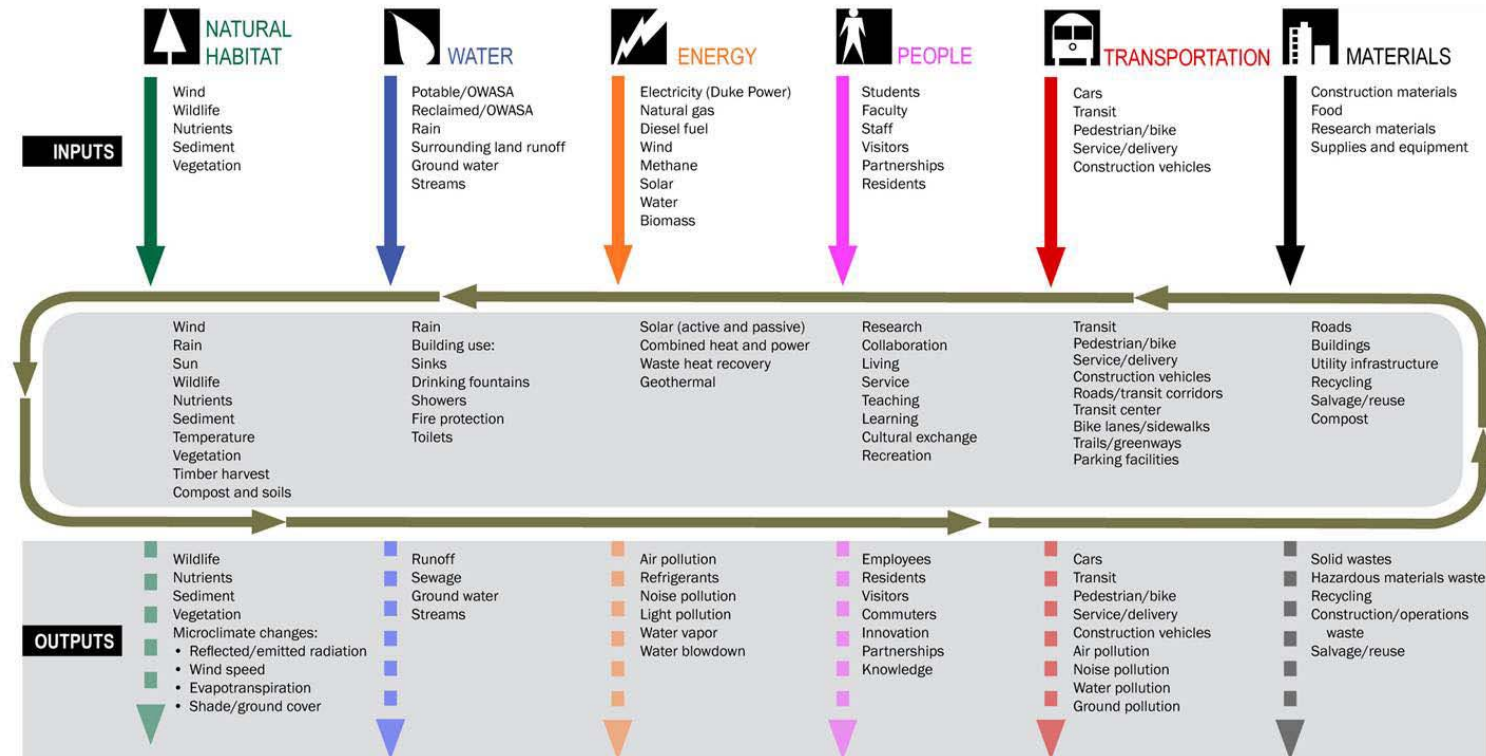 NATURAL
HABITAT
WATER
ENERGY
PEOPLE
TRANSPORTATION
MATERIALS
INPUTS
Wind
Wildlife
Nutrients
Sediment
Vegetation
Potable/OWASA
Reclaimed/OWASA
Rain
Surrounding land runoff
Ground water
Streams
Electricity (Duke Power)
Natural gas
Diesel fuel
Wind
Methane
Solar
Water
Biomass
Students
Faculty
Staff
Visitors
Partnerships
Residents
Cars
Transit
Pedestrian/bike
Service/delivery
Construction vehicles
Construction materials
Food
Research materials
Supplies and equipment
Wind
Rain
Sun
Wildlife
Nutrients
Sediment
Temperature
Vegetation
Timber harvest
Compost and soils
Rain
Building use:
Sinks
Drinking fountains
Showers
Fire protection
Toilets
Solar (active and passive)
Combined heat and power
Waste heat recovery
Geothermal
Research
Collaboration
Living
Service
Teaching
Learning
Cultural exchange
Recreation
Transit
Pedestrian/bike
Service/delivery
Construction vehicles
Roads/transit corridors
Transit center
Bike lanes/sidewalks
Trails/greenways
Parking facilities
Roads
Buildings
Utility infrastructure
Recycling
Salvage/reuse
Compost
OUTPUTS
Wildlife
Nutrients
Sediment
Vegetation
Microclimate changes:
• Reflected/emitted radiation
• Wind speed
• Evapotranspiration
• Shade/ground cover
Runoff
Sewage
Ground water
Streams
Air pollution
Refrigerants
Noise pollution
Light pollution
Water vapor
Water blowdown
Employees
Residents
Visitors
Commuters
Innovation
Partnerships
Knowledge
Cars
Transit
Pedestrian/bike
Service/delivery
Construction vehicles
Air pollution
Noise pollution
Water pollution
Ground pollution
Solid wastes
Hazardous materials waste
Recycling
Construction/operations
waste
Salvage/reuse